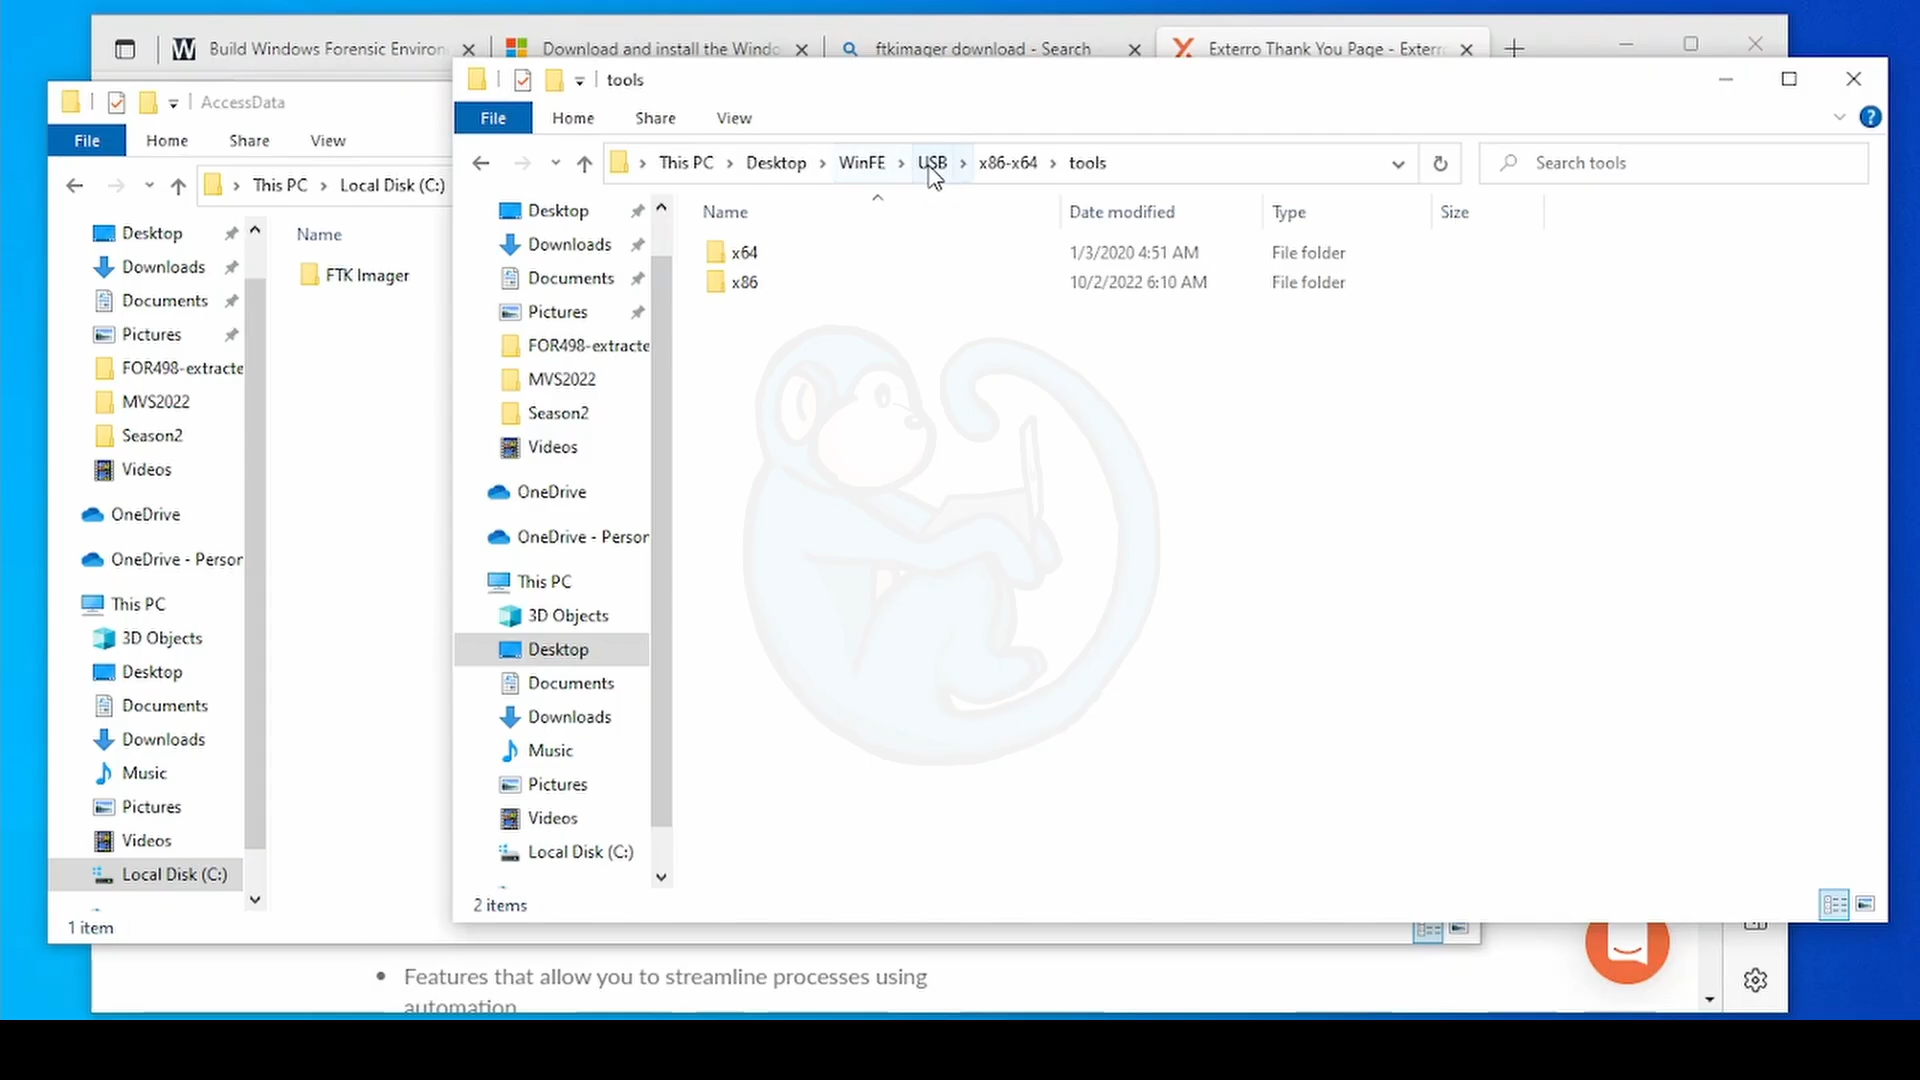 Build Windows Forensic Environ
Download and install the Windo
ftkimager download - Search
Exterro Thank You Page - Exterr
AccessData
File
Home
Share
View
This PC
Local Disk (C:)
Desktop
Downloads
Documents
Pictures
FOR498-extracte
MVS2022
Season2
Videos
OneDrive
OneDrive - Person
This PC
3D Objects
Desktop
Documents
Downloads
Music
Pictures
Videos
Local Disk (C:)
Name
FTK Imager
1 item
tools
File
Home
Share
View
This PC
Desktop
WinFE
USB
x86-x64
tools
Search tools
Desktop
Downloads
Documents
Pictures
FOR498-extracte
MVS2022
Season2
Videos
OneDrive
OneDrive - Person
This PC
3D Objects
Desktop
Documents
Downloads
Music
Pictures
Videos
Local Disk (C:)
Name Date modified Type Size
x64 1/3/2020 4:51 AM File folder
x86 10/2/2022 6:10 AM File folder
2 items
• Features that allow you to streamline processes using
automation